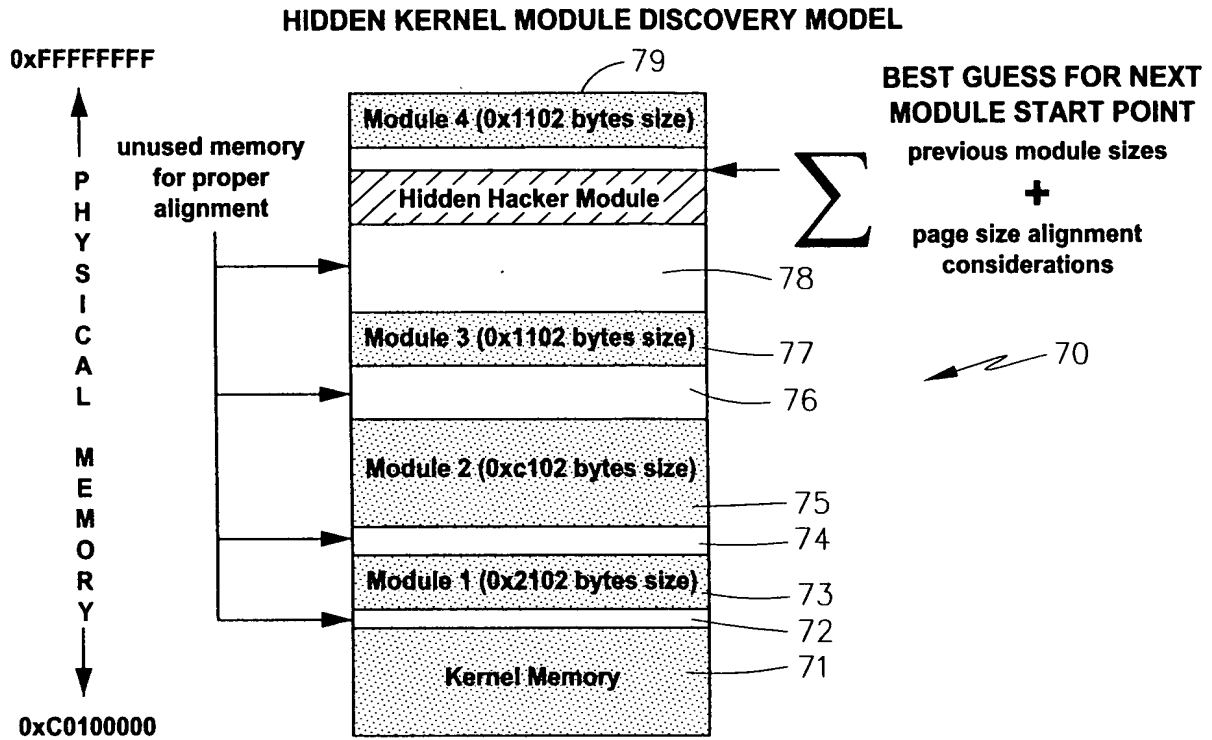 HIDDEN KERNEL MODULE DISCOVERY MODEL
0xFFFFFFFF
PHYSICAL MEMORY
0xC0100000
unused memory
for proper
alignment
79
Module 4 (0x1102 bytes size)
Hidden Hacker Module
78
Module 3 (0x1102 bytes size)
77
76
Module 2 (0xc102 bytes size)
75
74
Module 1 (0x2102 bytes size)
73
72
71
Kernel Memory
BEST GUESS FOR NEXT
MODULE START POINT
∑
previous module sizes
+
page size alignment
considerations
70